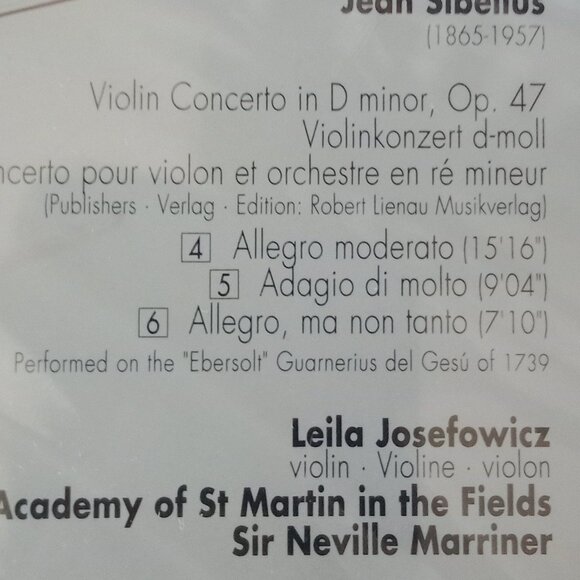 Jean Sibelius
(1865-1957)
Violin Concerto in D minor, Op. 47
Violinkonzert d-moll
ncerto pour violon et orchestre en ré mineur
(Publishers · Verlag · Edition: Robert Lienau Musikverlag)
4 Allegro moderato (15'16")
5 Adagio di molto (9'04")
6 Allegro, ma non tanto (7'10")
Performed on the "Ebersolt" Guarnerius del Gesú of 1739
Leila Josefowicz
violin · Violine · violon
Academy of St Martin in the Fields
Sir Neville Marriner